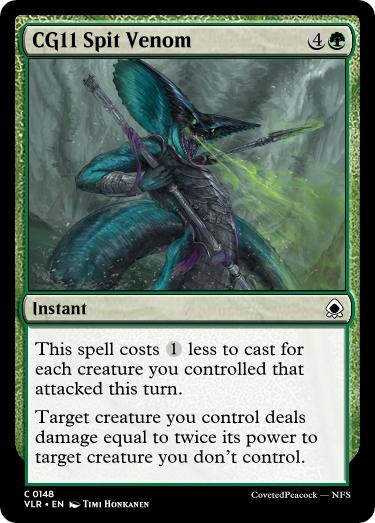 CG11 Spit Venom 4
Instant
This spell costs 1 less to cast for
each creature you controlled that
attacked this turn.
Target creature you control deals
damage equal to twice its power to
target creature you don't control.
C 0148
VLR • EN Timi Honkanen
CovetedPeacock — NFS